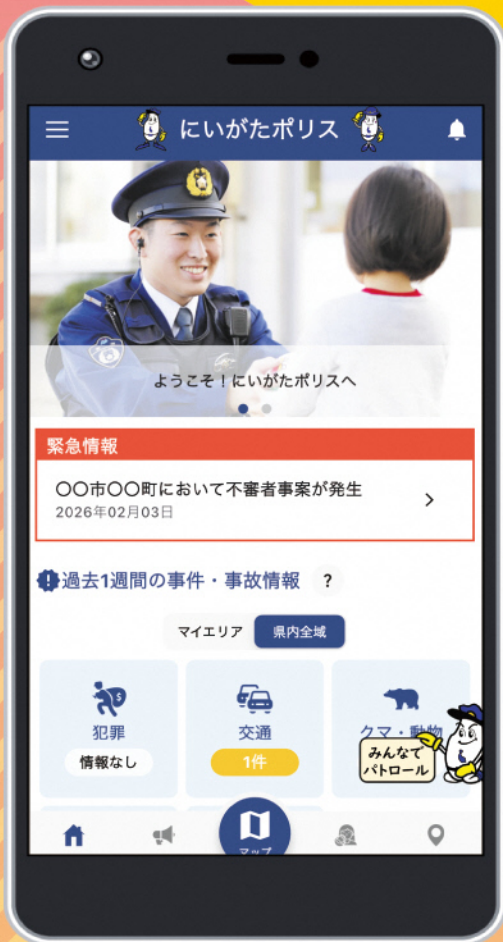 にいがたポリス
ようこそ！にいがたポリスへ
緊急情報
〇〇市〇〇町において不審者事案が発生
2026年02月03日
過去1週間の事件・事故情報 ?
マイエリア 県内全域
犯罪 交通 クマ・動物
情報なし 1件
みんなで
パトロール
マップ